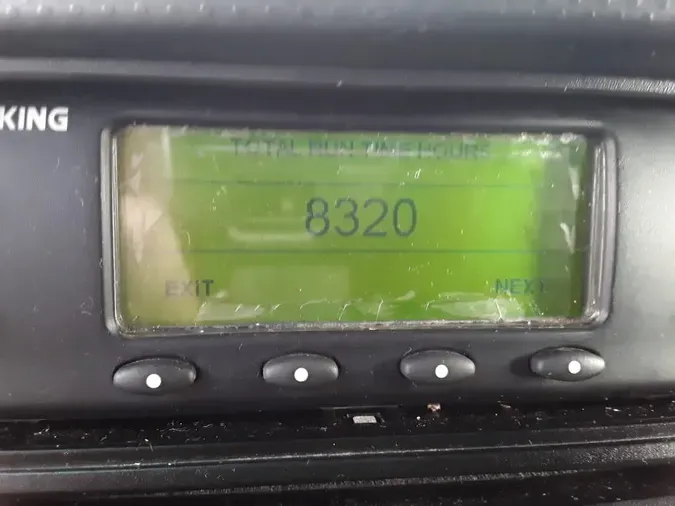 KING
TOTAL RUN TIME HOURS
8320
EXIT
NEXT